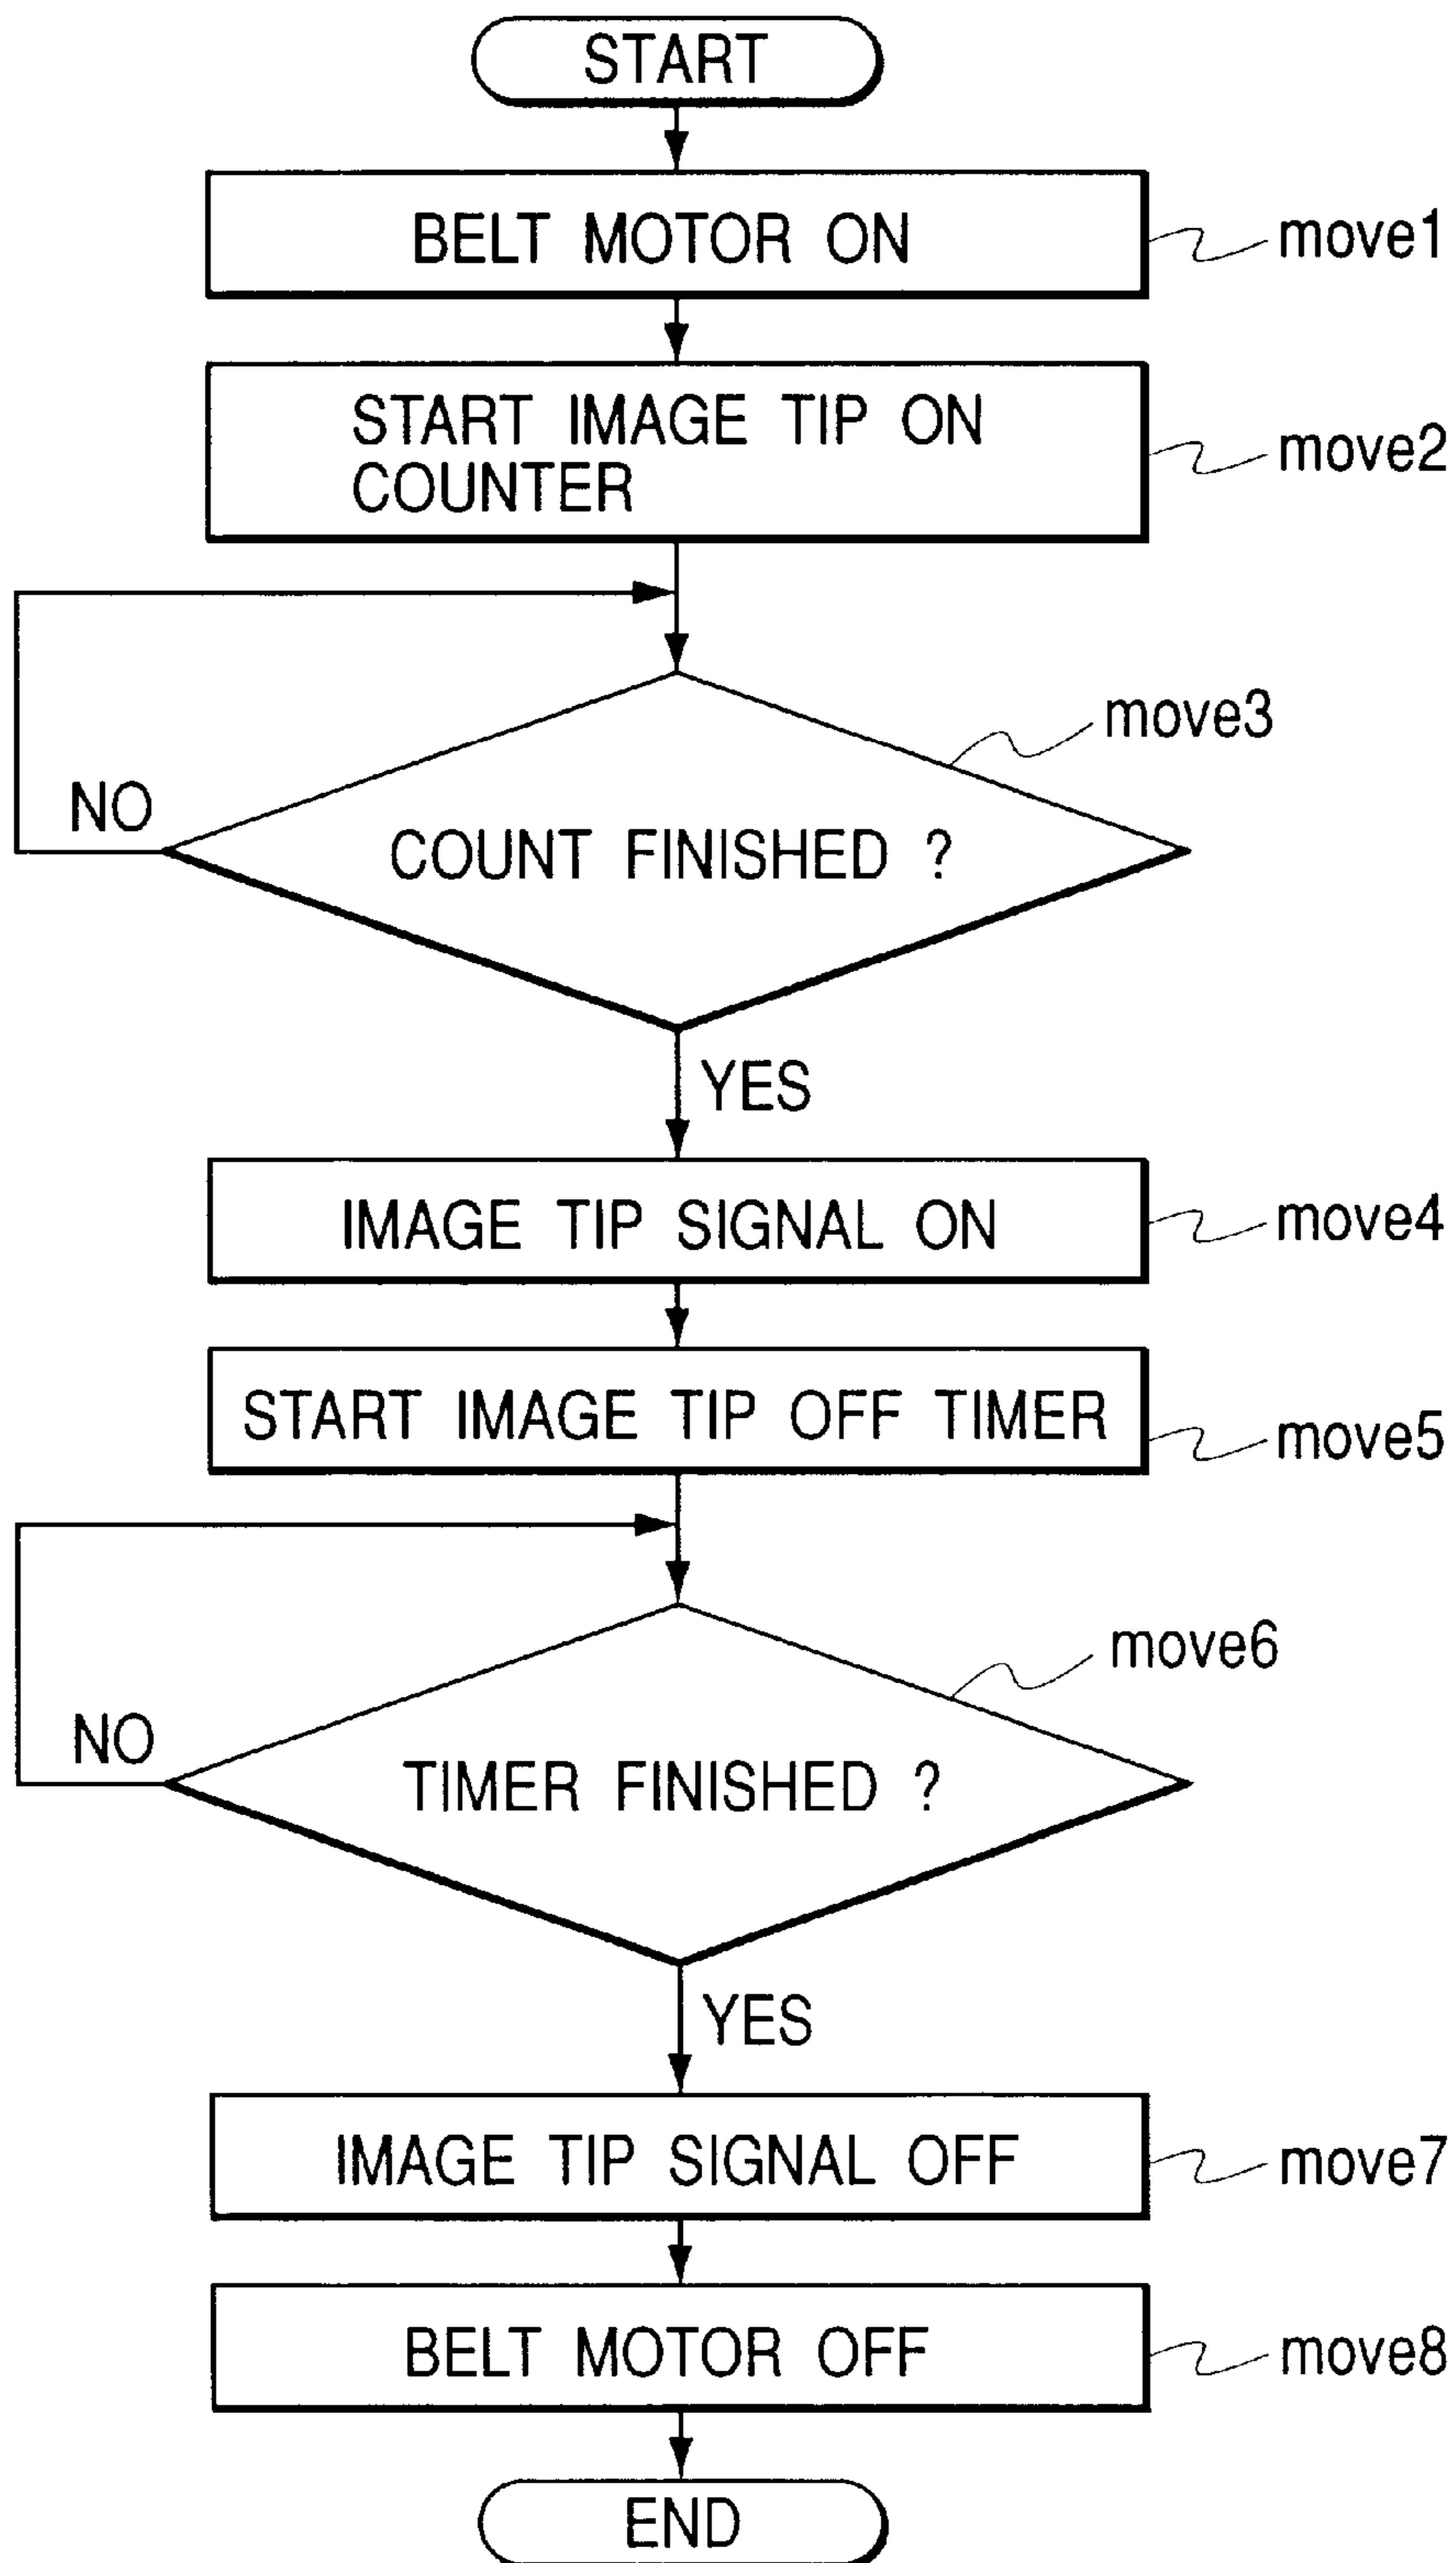 START
BELT MOTOR ON
move1
START IMAGE TIP ON
COUNTER
move2
move3
NO
COUNT FINISHED ?
YES
IMAGE TIP SIGNAL ON
move4
START IMAGE TIP OFF TIMER
move5
move6
NO
TIMER FINISHED ?
YES
IMAGE TIP SIGNAL OFF
move7
BELT MOTOR OFF
move8
END